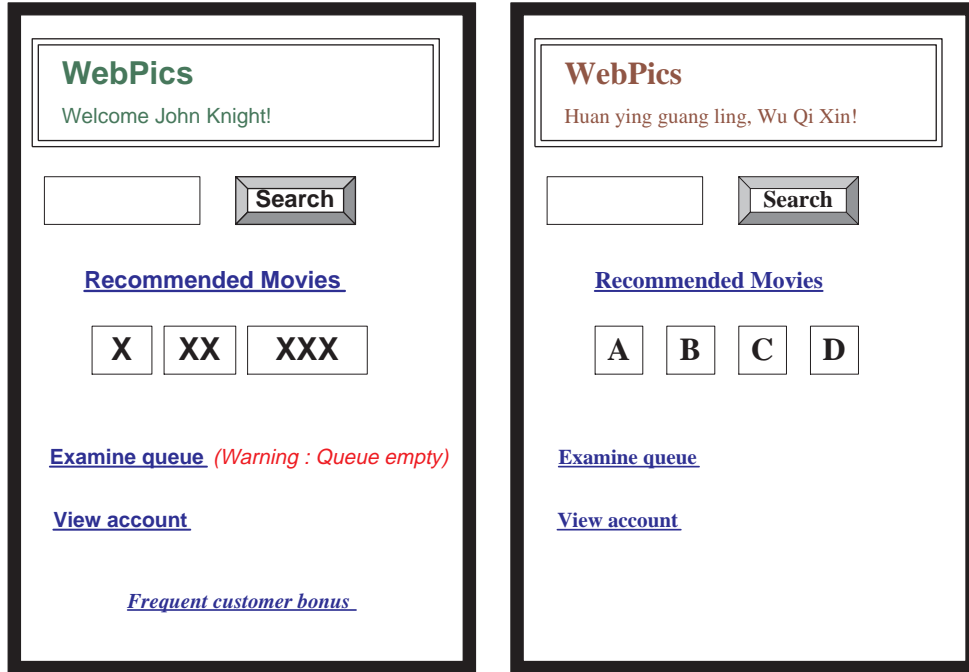 WebPics
Welcome John Knight!
Search
Recommended Movies
X XX XXX
Examine queue (Warning : Queue empty)
View account
Frequent customer bonus
WebPics
Huan ying guang ling, Wu Qi Xin!
Search
Recommended Movies
A B C D
Examine queue
View account